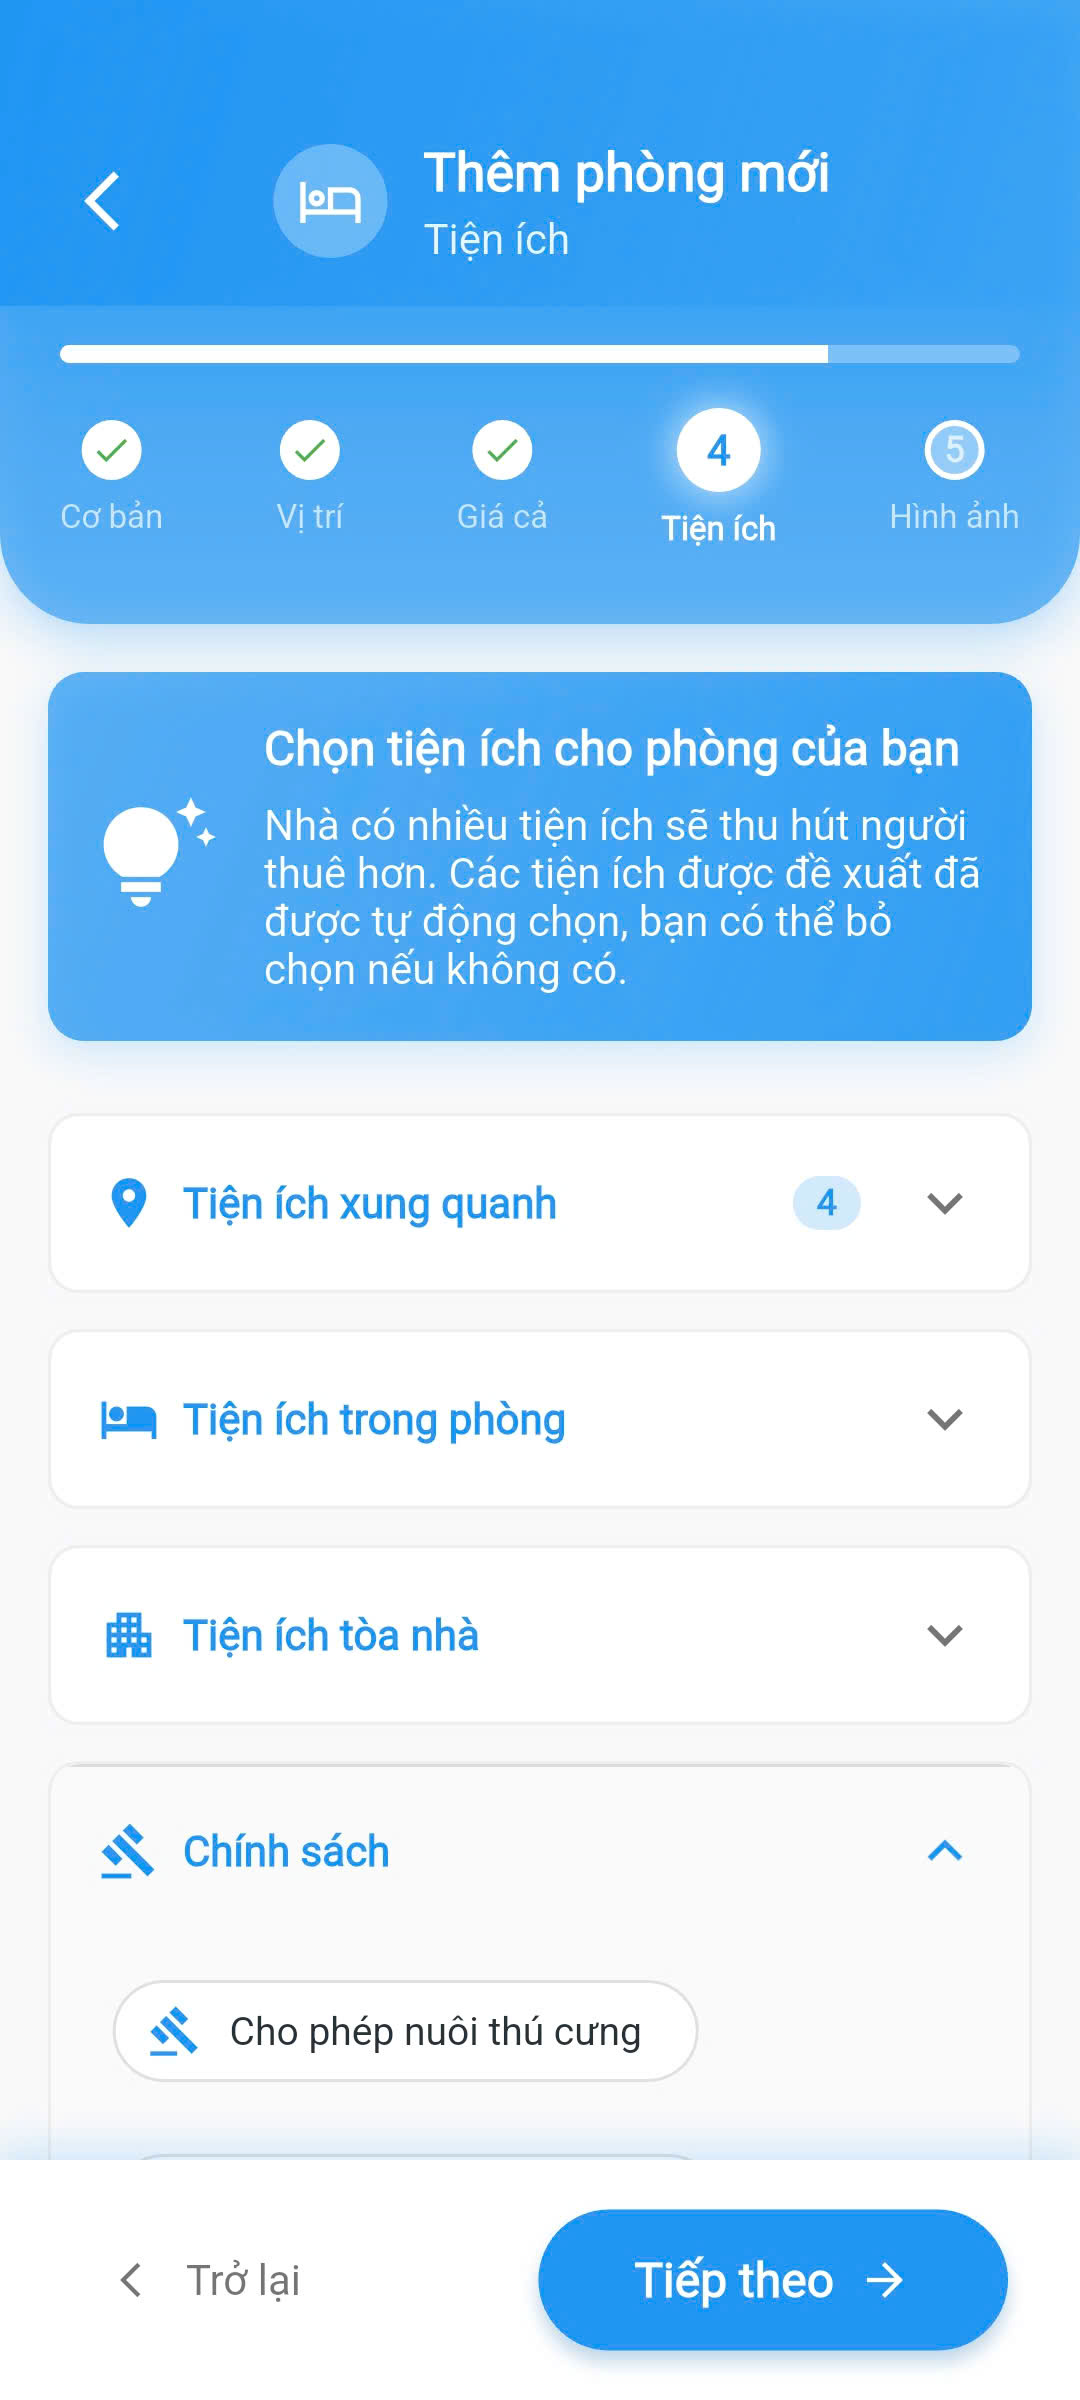 Thêm phòng mới
Tiện ích
4
5
Cơ bản
Vị trí
Giá cả
Tiện ích
Hình ảnh
Chọn tiện ích cho phòng của bạn
Nhà có nhiều tiện ích sẽ thu hút người
thuê hơn. Các tiện ích được đề xuất đã
được tự động chọn, bạn có thể bỏ
chọn nếu không có.
Tiện ích xung quanh
4
Tiện ích trong phòng
Tiện ích tòa nhà
Chính sách
Cho phép nuôi thú cưng
Trở lại
Tiếp theo